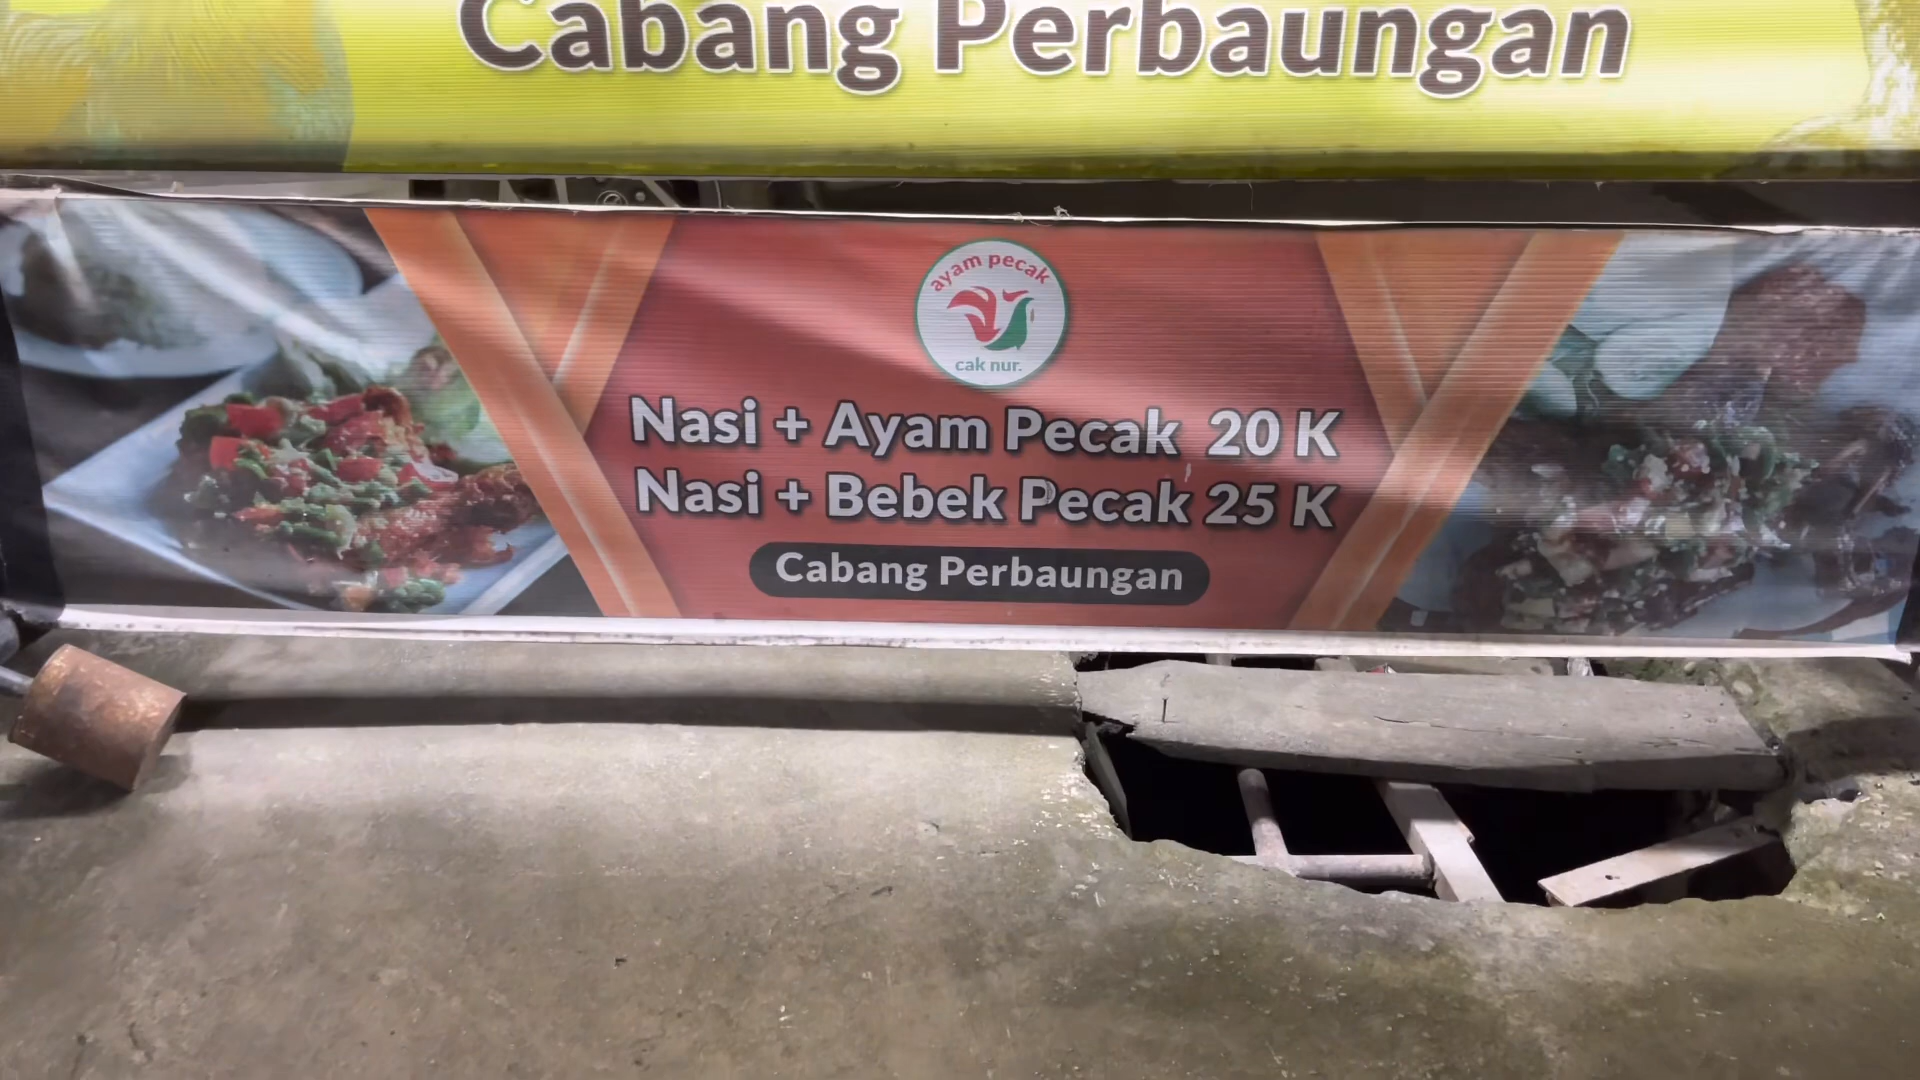 Cabang Perbaungan
ayam pecak
cak nur.
Nasi + Ayam Pecak 20 K
Nasi + Bebek Pecak 25 K
Cabang Perbaungan